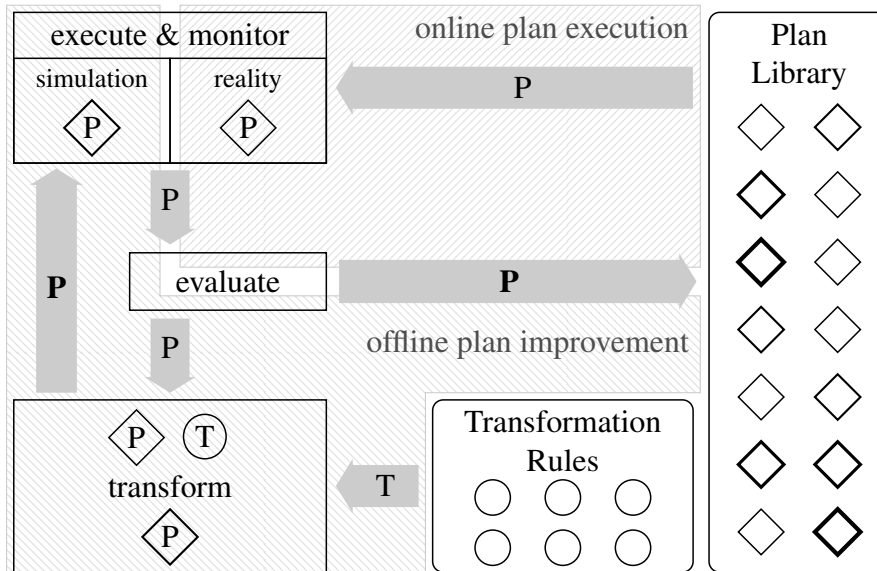 execute & monitor
simulation
reality
P
P
online plan execution
P
Plan
Library
P
evaluate
P
P
P
offline plan improvement
P
T
transform
P
T
Transformation
Rules